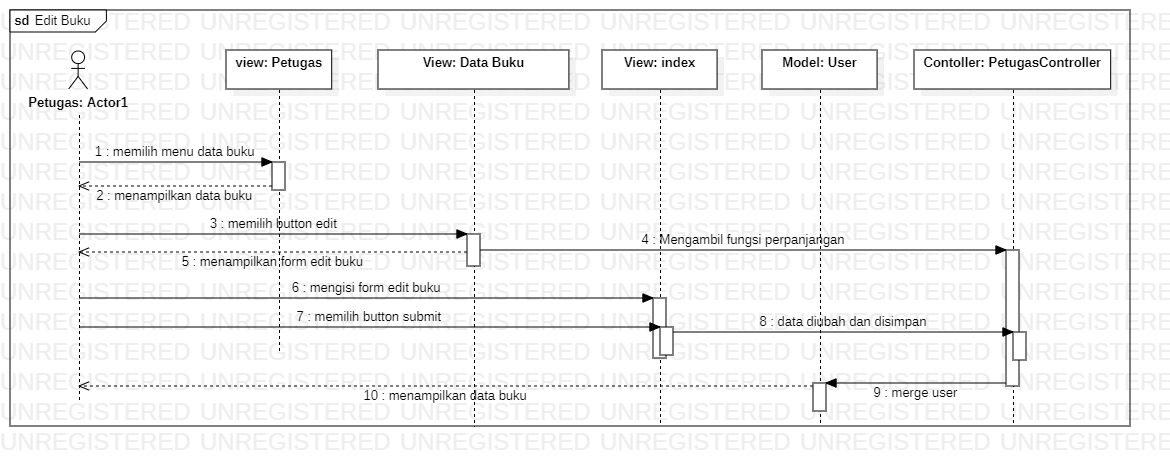 sd Edit Buku
Petugas: Actor1
view: Petugas
View: Data Buku
View: index
Model: User
Contoller: PetugasController
1 : memilih menu data buku
2 : menampilkan data buku
3 : memilih button edit
4 : Mengambil fungsi perpanjangan
5 : menampilkan form edit buku
6 : mengisi form edit buku
7 : memilih button submit
8 : data diubah dan disimpan
9 : merge user
10 : menampilkan data buku
UNREGISTERED